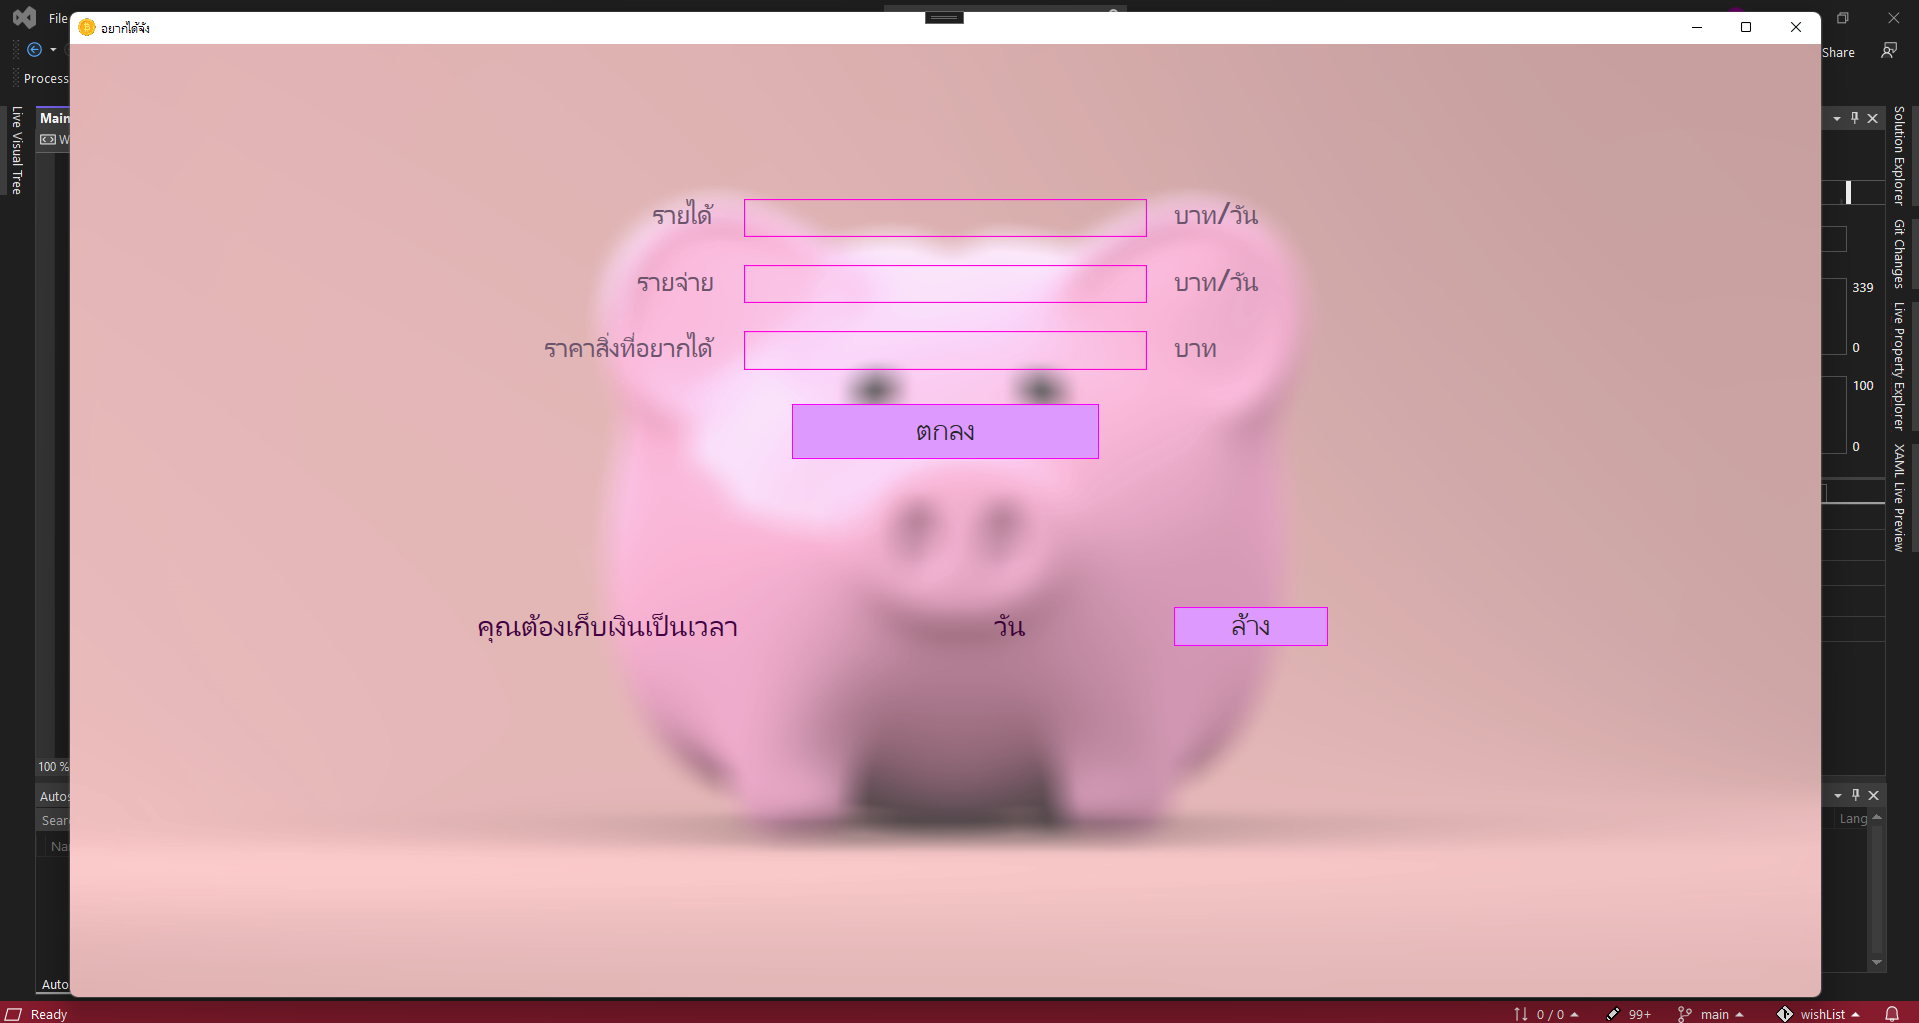 File
อยากได้จัง
Share
Process
Live Visual Tree
Main
W
Solution Explorer
Git Changes
Live Property Explorer
XAML Live Preview
รายได้ บาท/วัน
รายจ่าย บาท/วัน
ราคาสิ่งที่อยากได้ บาท
ตกลง
339
0
100
0
คุณต้องเก็บเงินเป็นเวลา วัน ล้าง
100 %
Autos
Sear
Lang
Na
Auto
Ready 0 / 0 99+ main wishList